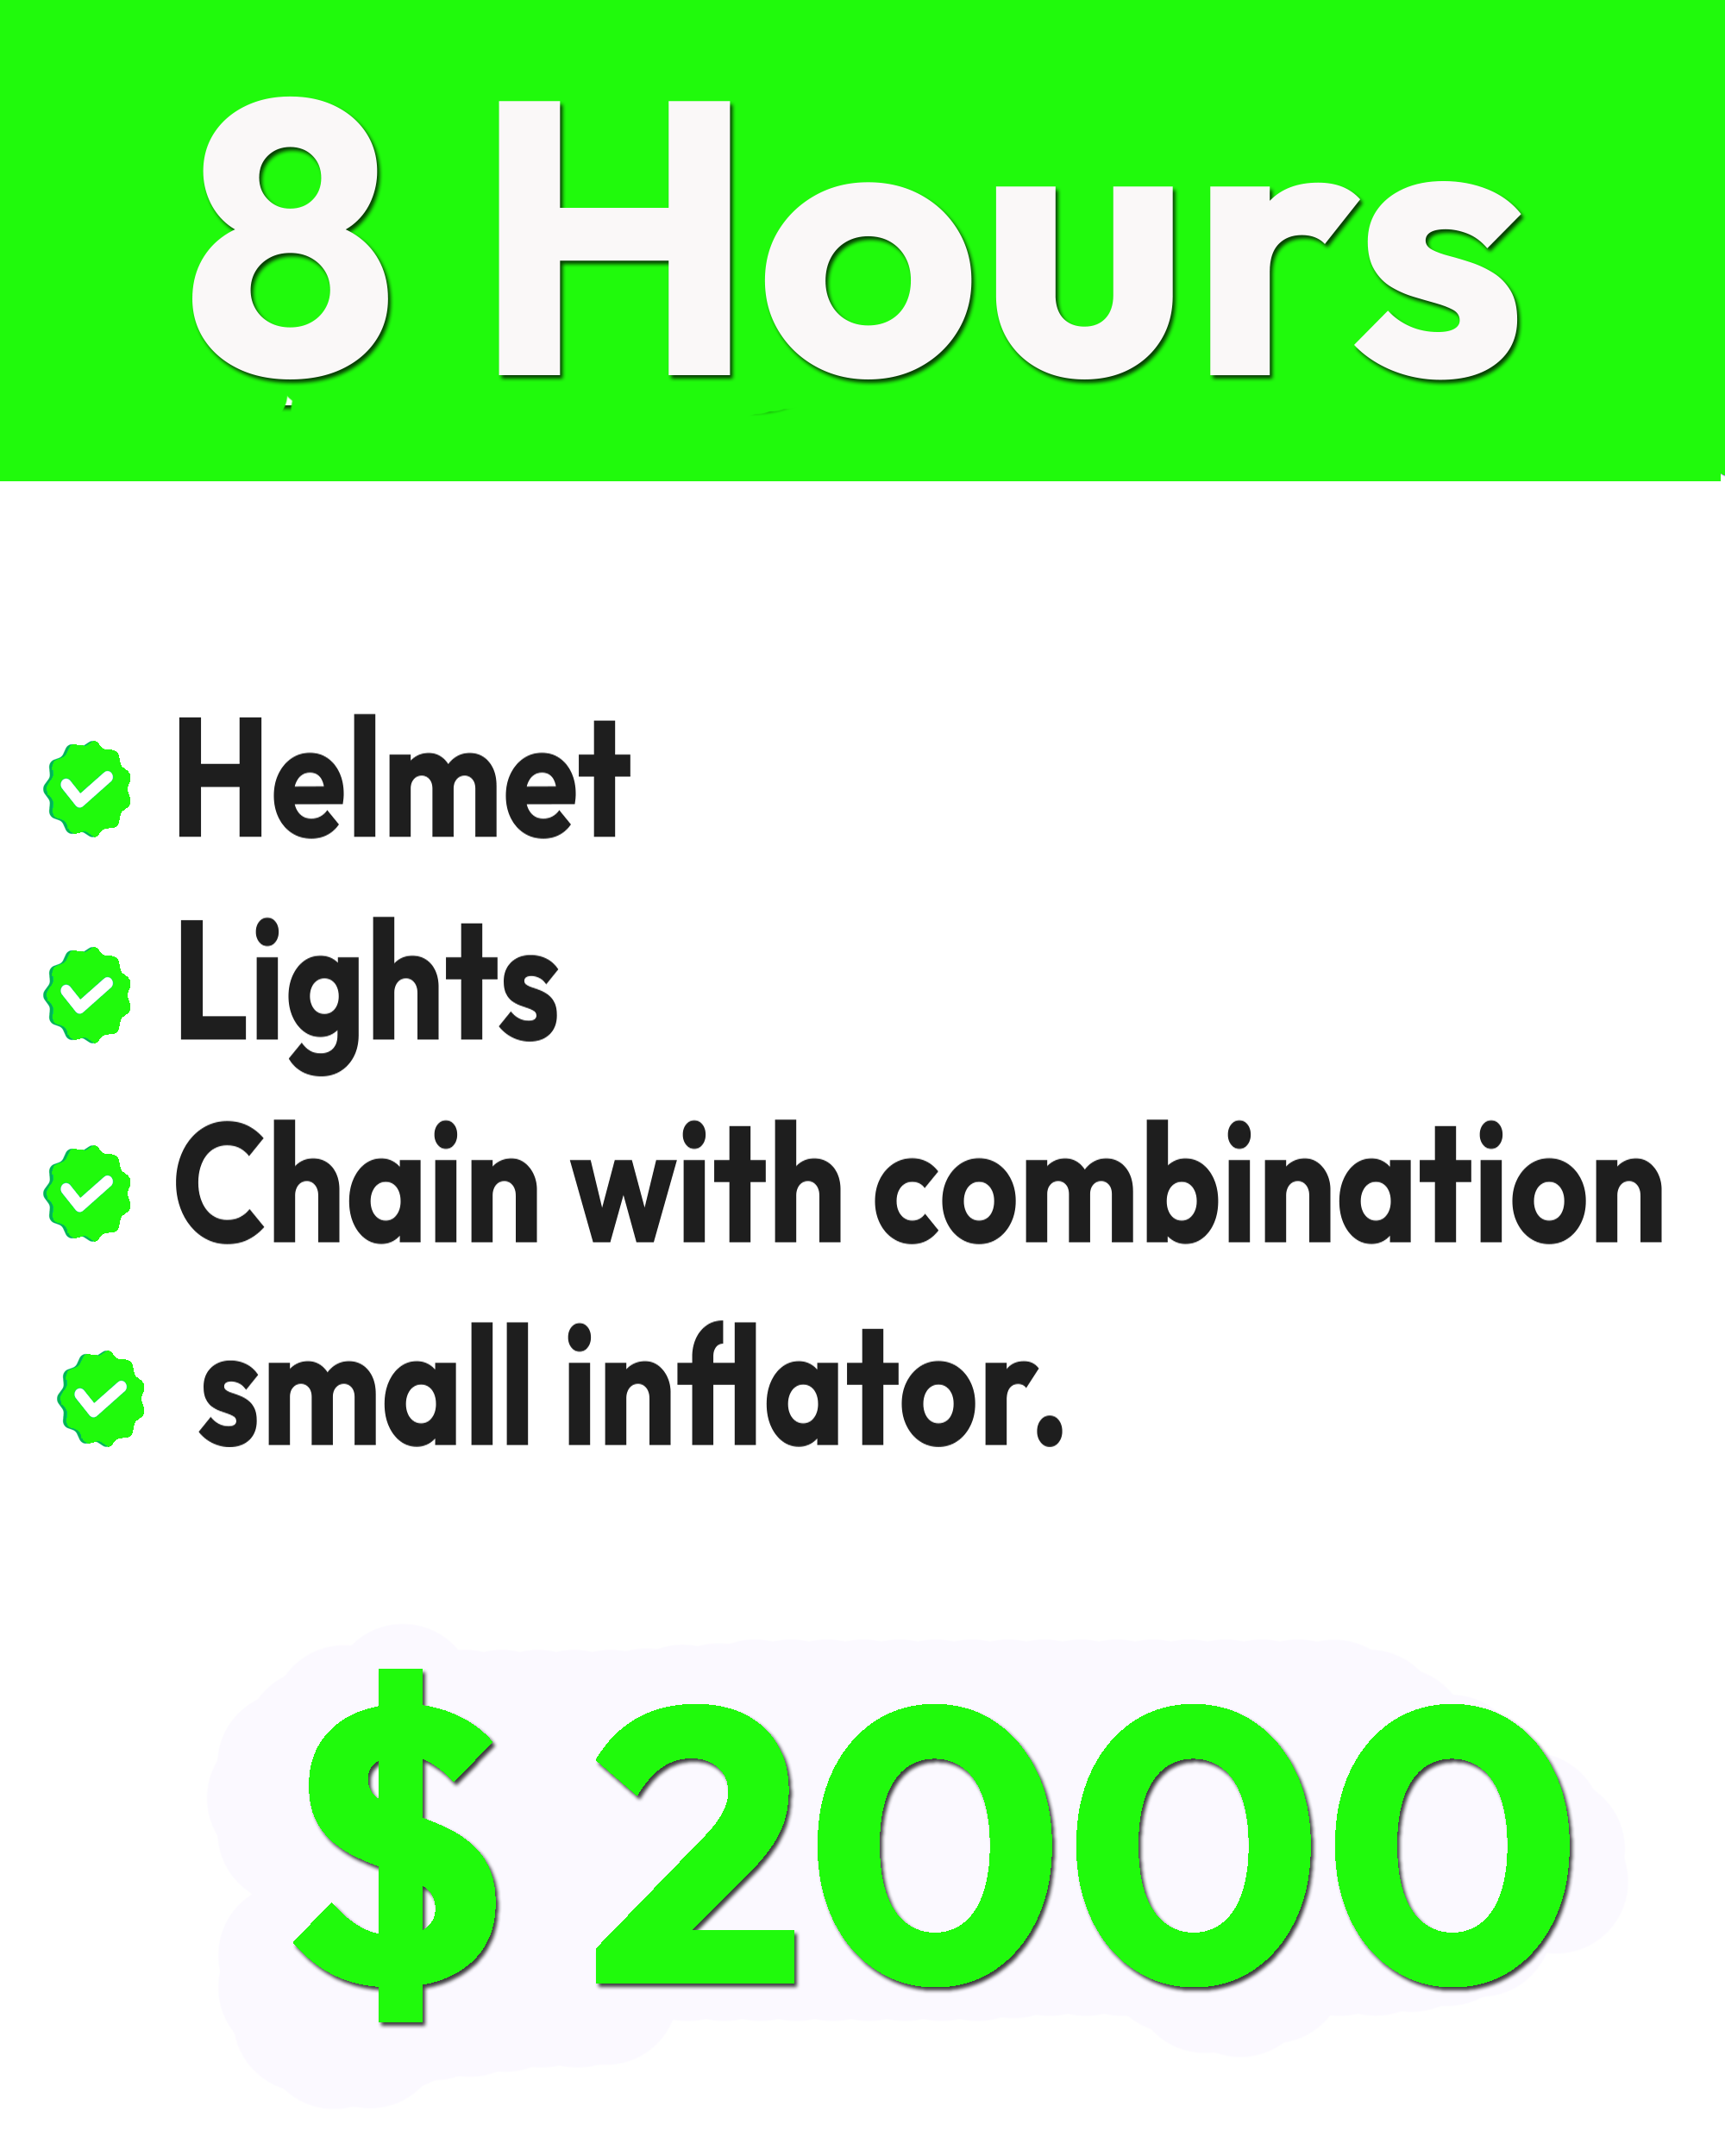 8 Hours
Helmet
Lights
Chain with combination
small inflator.
$ 2000